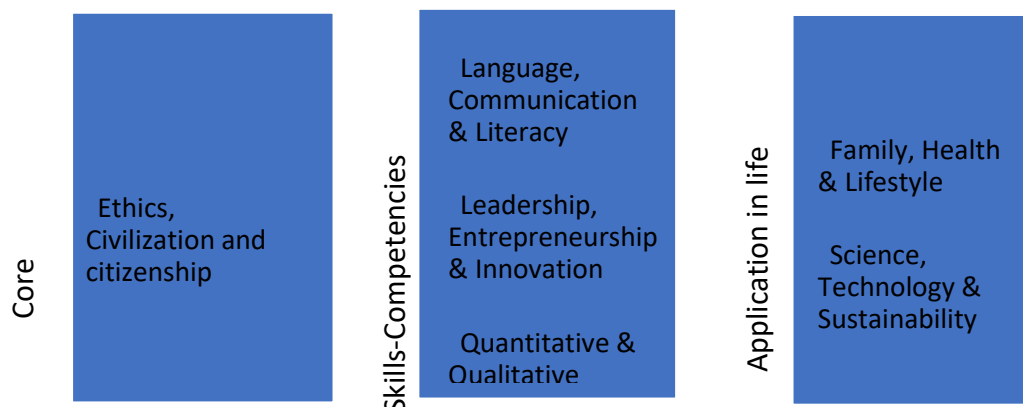 Core
Ethics,
Civilization and
citizenship
Skills-Competencies
Language,
Communication
& Literacy
Leadership,
Entrepreneurship
& Innovation
Quantitative &
Qualitative
Application in life
Family, Health
& Lifestyle
Science,
Technology &
Sustainability